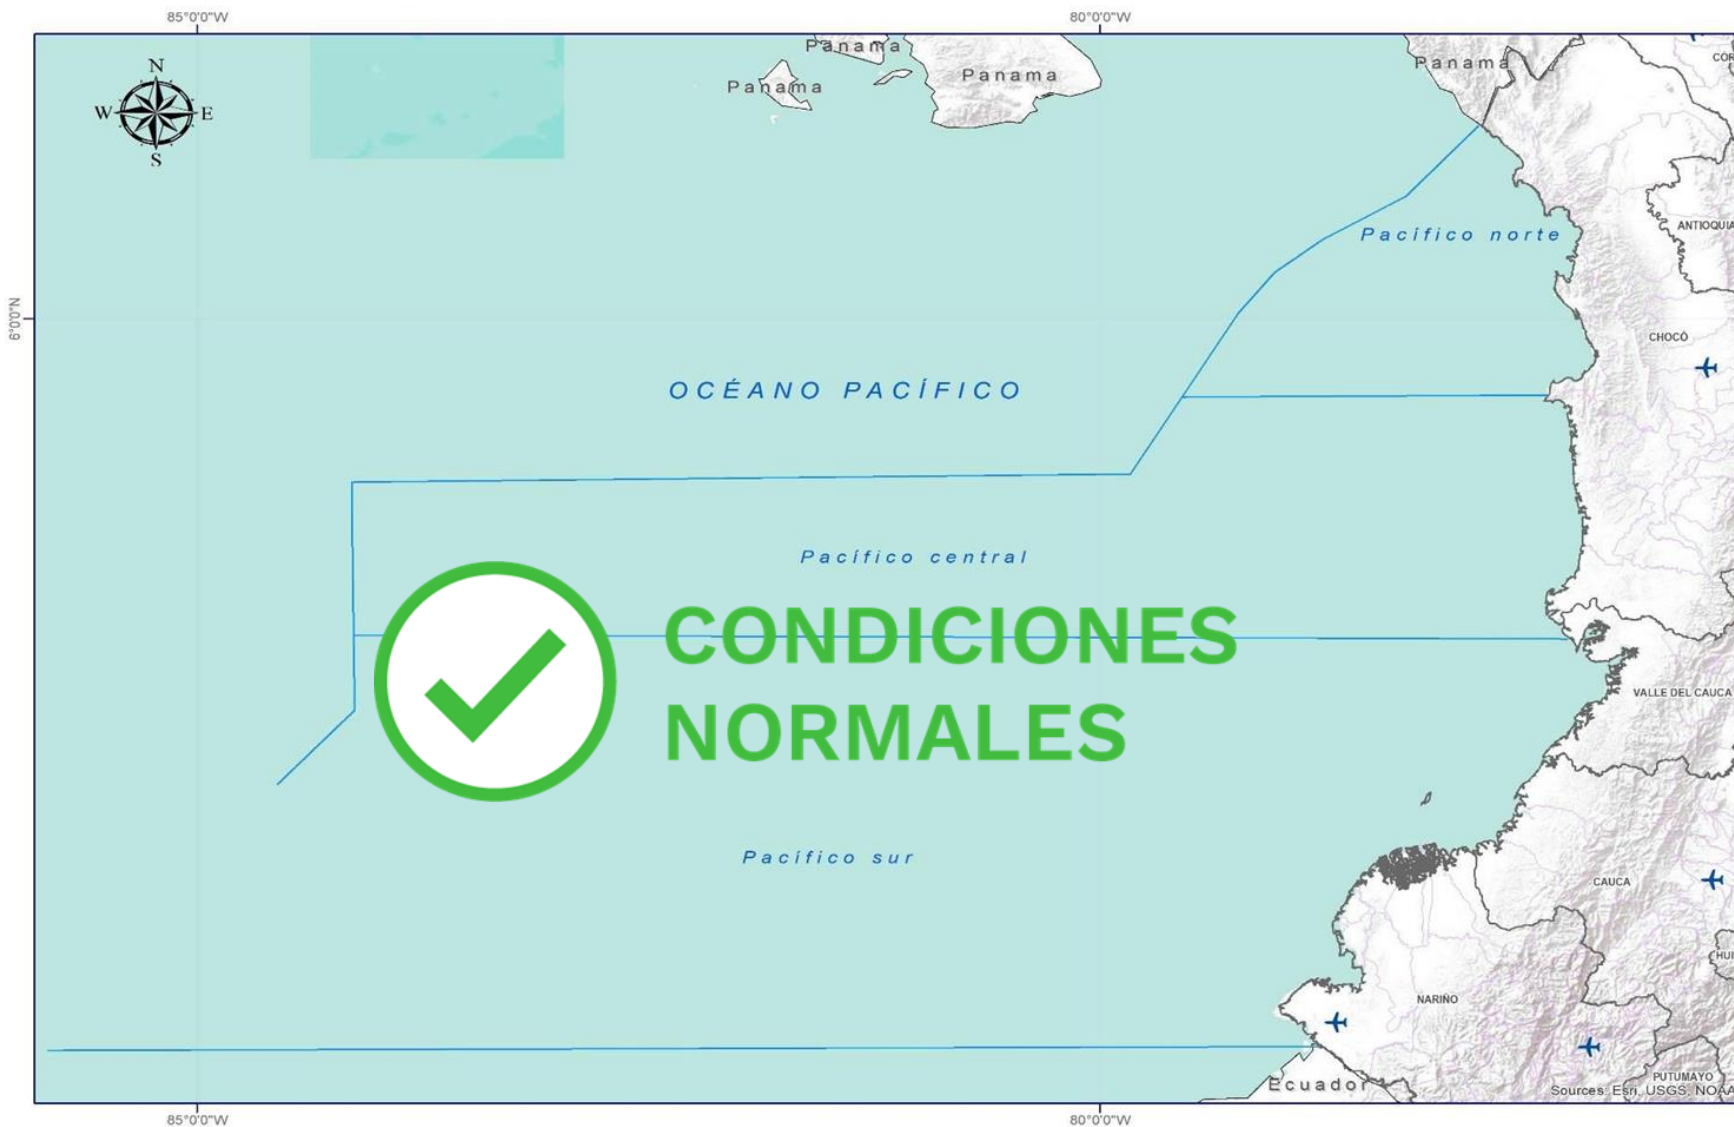 85°0'0"W
80°0'0"W
Panama
Panama
Panama
Panama
N
W
E
S
Pacífico norte
ANTIOQUIA
6°0'0"N
CHOCÓ
OCÉANO PACÍFICO
Pacífico central
CONDICIONES
NORMALES
VALLE DEL CAUCA
Pacífico sur
CAUCA
HUI
NARIÑO
PUTUMAYO
Ecuador
Sources: Esri, USGS, NOAA
85°0'0"W
80°0'0"W